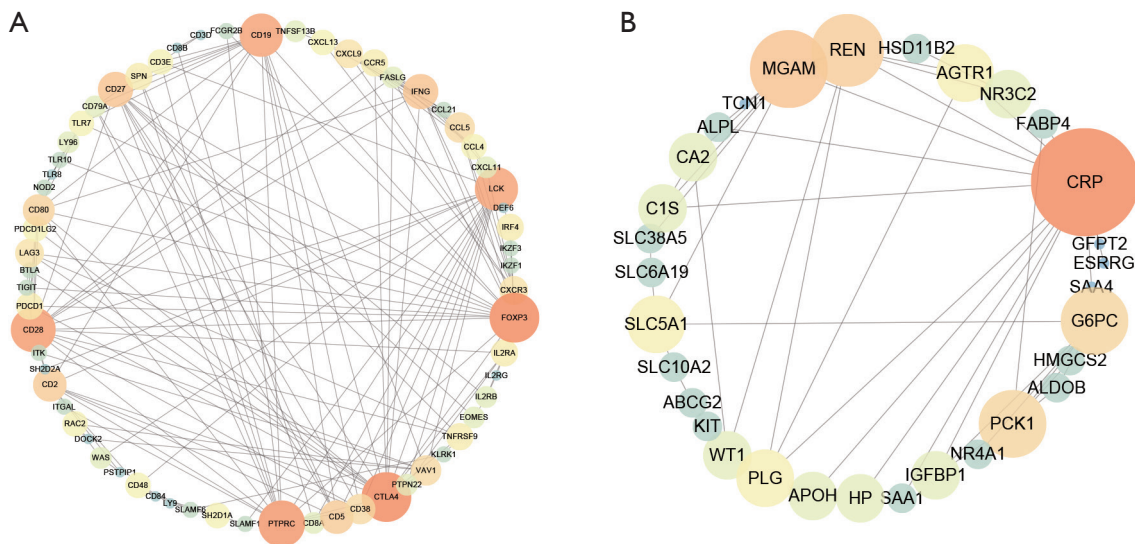 A
CD19
TNFSF13B
CXCL13
CXCL9
CCR5
FASLG
IFNG
CCL21
CCL5
CCL4
CXCL11
LCK
DEF6
IRF4
IKZF3
IKZF1
CXCR3
FOXP3
IL2RA
IL2RG
IL2RB
EOMES
TNFRSF9
KLRK1
VAV1
PTPN22
CTLA4
CD38
CD5
CD8A
PTPRC
SLAMF1
SH2D1A
SLAMF6
LY9
CD84
CD48
PSTPIP1
WAS
DOCK2
RAC2
ITGAL
CD2
SH2D2A
ITK
CD28
PDCD1
TIGIT
BTLA
LAG3
PDCD1LG2
CD80
NOD2
TLR8
TLR10
LY96
TLR7
CD79A
CD27
SPN
CD3E
CD8B
CD3D
FCGR2B
B
REN
HSD11B2
AGTR1
NR3C2
FABP4
CRP
GFPT2
ESRRG
SAA4
G6PC
HMGCS2
ALDOB
PCK1
NR4A1
IGFBP1
SAA1
HP
APOH
PLG
WT1
KIT
ABCG2
SLC10A2
SLC5A1
SLC6A19
SLC38A5
C1S
CA2
ALPL
TCN1
MGAM